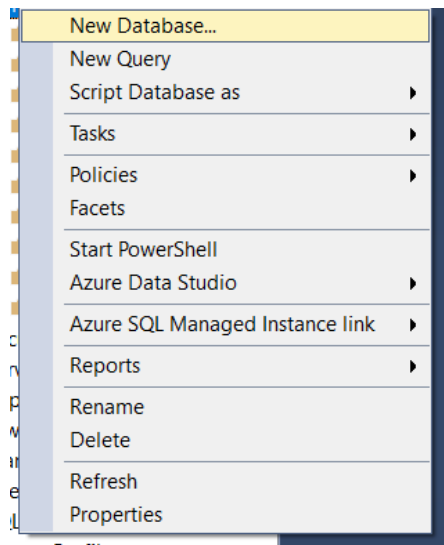 New Database...
New Query
Script Database as
Tasks
Policies
Facets
Start PowerShell
Azure Data Studio
Azure SQL Managed Instance link
Reports
Rename
Delete
Refresh
Properties